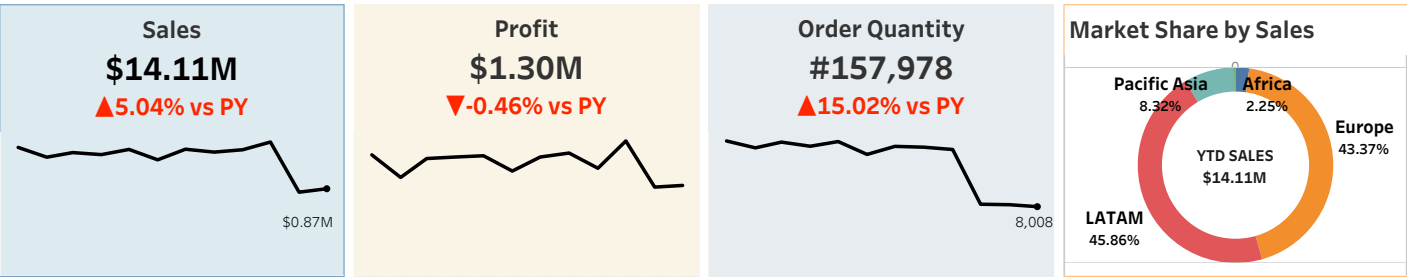 Sales
$14.11M
▲5.04% vs PY
$0.87M
Profit
$1.30M
▼-0.46% vs PY
Order Quantity
#157,978
▲15.02% vs PY
8,008
Market Share by Sales
0
Pacific Asia
8.32%
Africa
2.25%
Europe
43.37%
YTD SALES
$14.11M
LATAM
45.86%